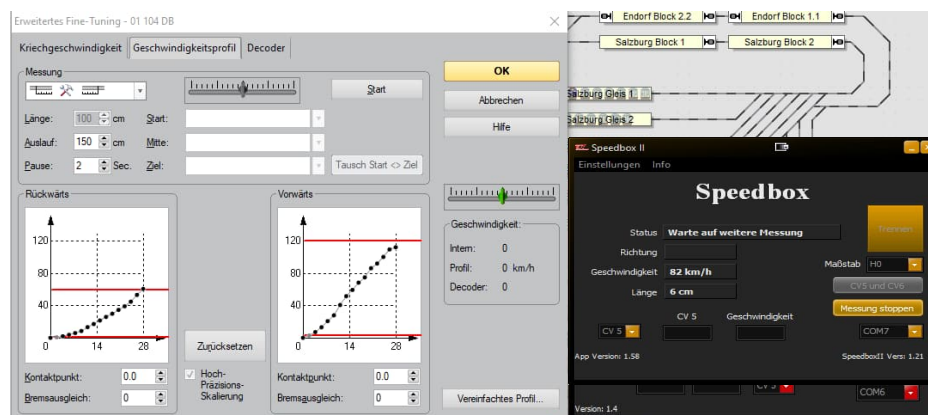 Erweitertes Fine-Tuning - 01 104 DB
Kriechgeschwindigkeit Geschwindigkeitsprofil Decoder
Messung
Start
Länge: 100 cm Start:
Auslauf: 150 cm Mitte:
Pause: 2 Sec. Ziel: Tausch Start <> Ziel
OK
Abbrechen
Hilfe
Rückwärts
120
80
40
0 14 28
Kontaktpunkt: 0.0
Bremsausgleich: 0
Zurücksetzen
Hoch-
Präzisions-
Skalierung
Vorwärts
120
80
40
0 14 28
Kontaktpunkt: 0.0
Bremsausgleich: 0
Geschwindigkeit:
Intern: 0
Profil: 0 km/h
Decoder: 0
Vereinfachtes Profil...
Endorf Block 2.2 Endorf Block 1.1
Salzburg Block 1 Salzburg Block 2
Salzburg Gleis 1
Salzburg Gleis 2
Speedbox II
Einstellungen Info
Speedbox
Status Warte auf weitere Messung
Trennen
Richtung
Maßstab H0
Geschwindigkeit 82 km/h
CV5 und CV6
Länge 6 cm
Messung stoppen
CV 5 Geschwindigkeit
CV 5
COM7
App Version: 1.58 SpeedboxII Vers: 1.21
CV 5
COM6
Version: 1.4